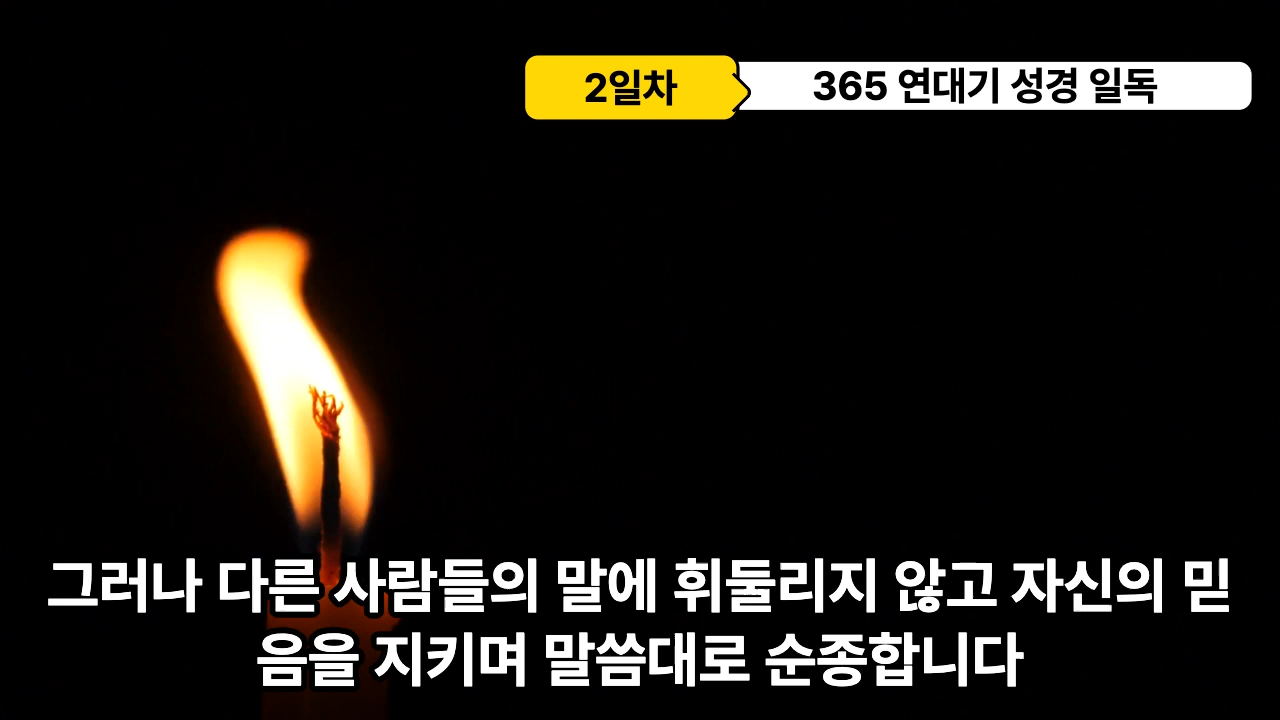 2일차
365 연대기 성경 일독
그러나 다른 사람들의 말에 휘둘리지 않고 자신의 믿
음을 지키며 말씀대로 순종합니다